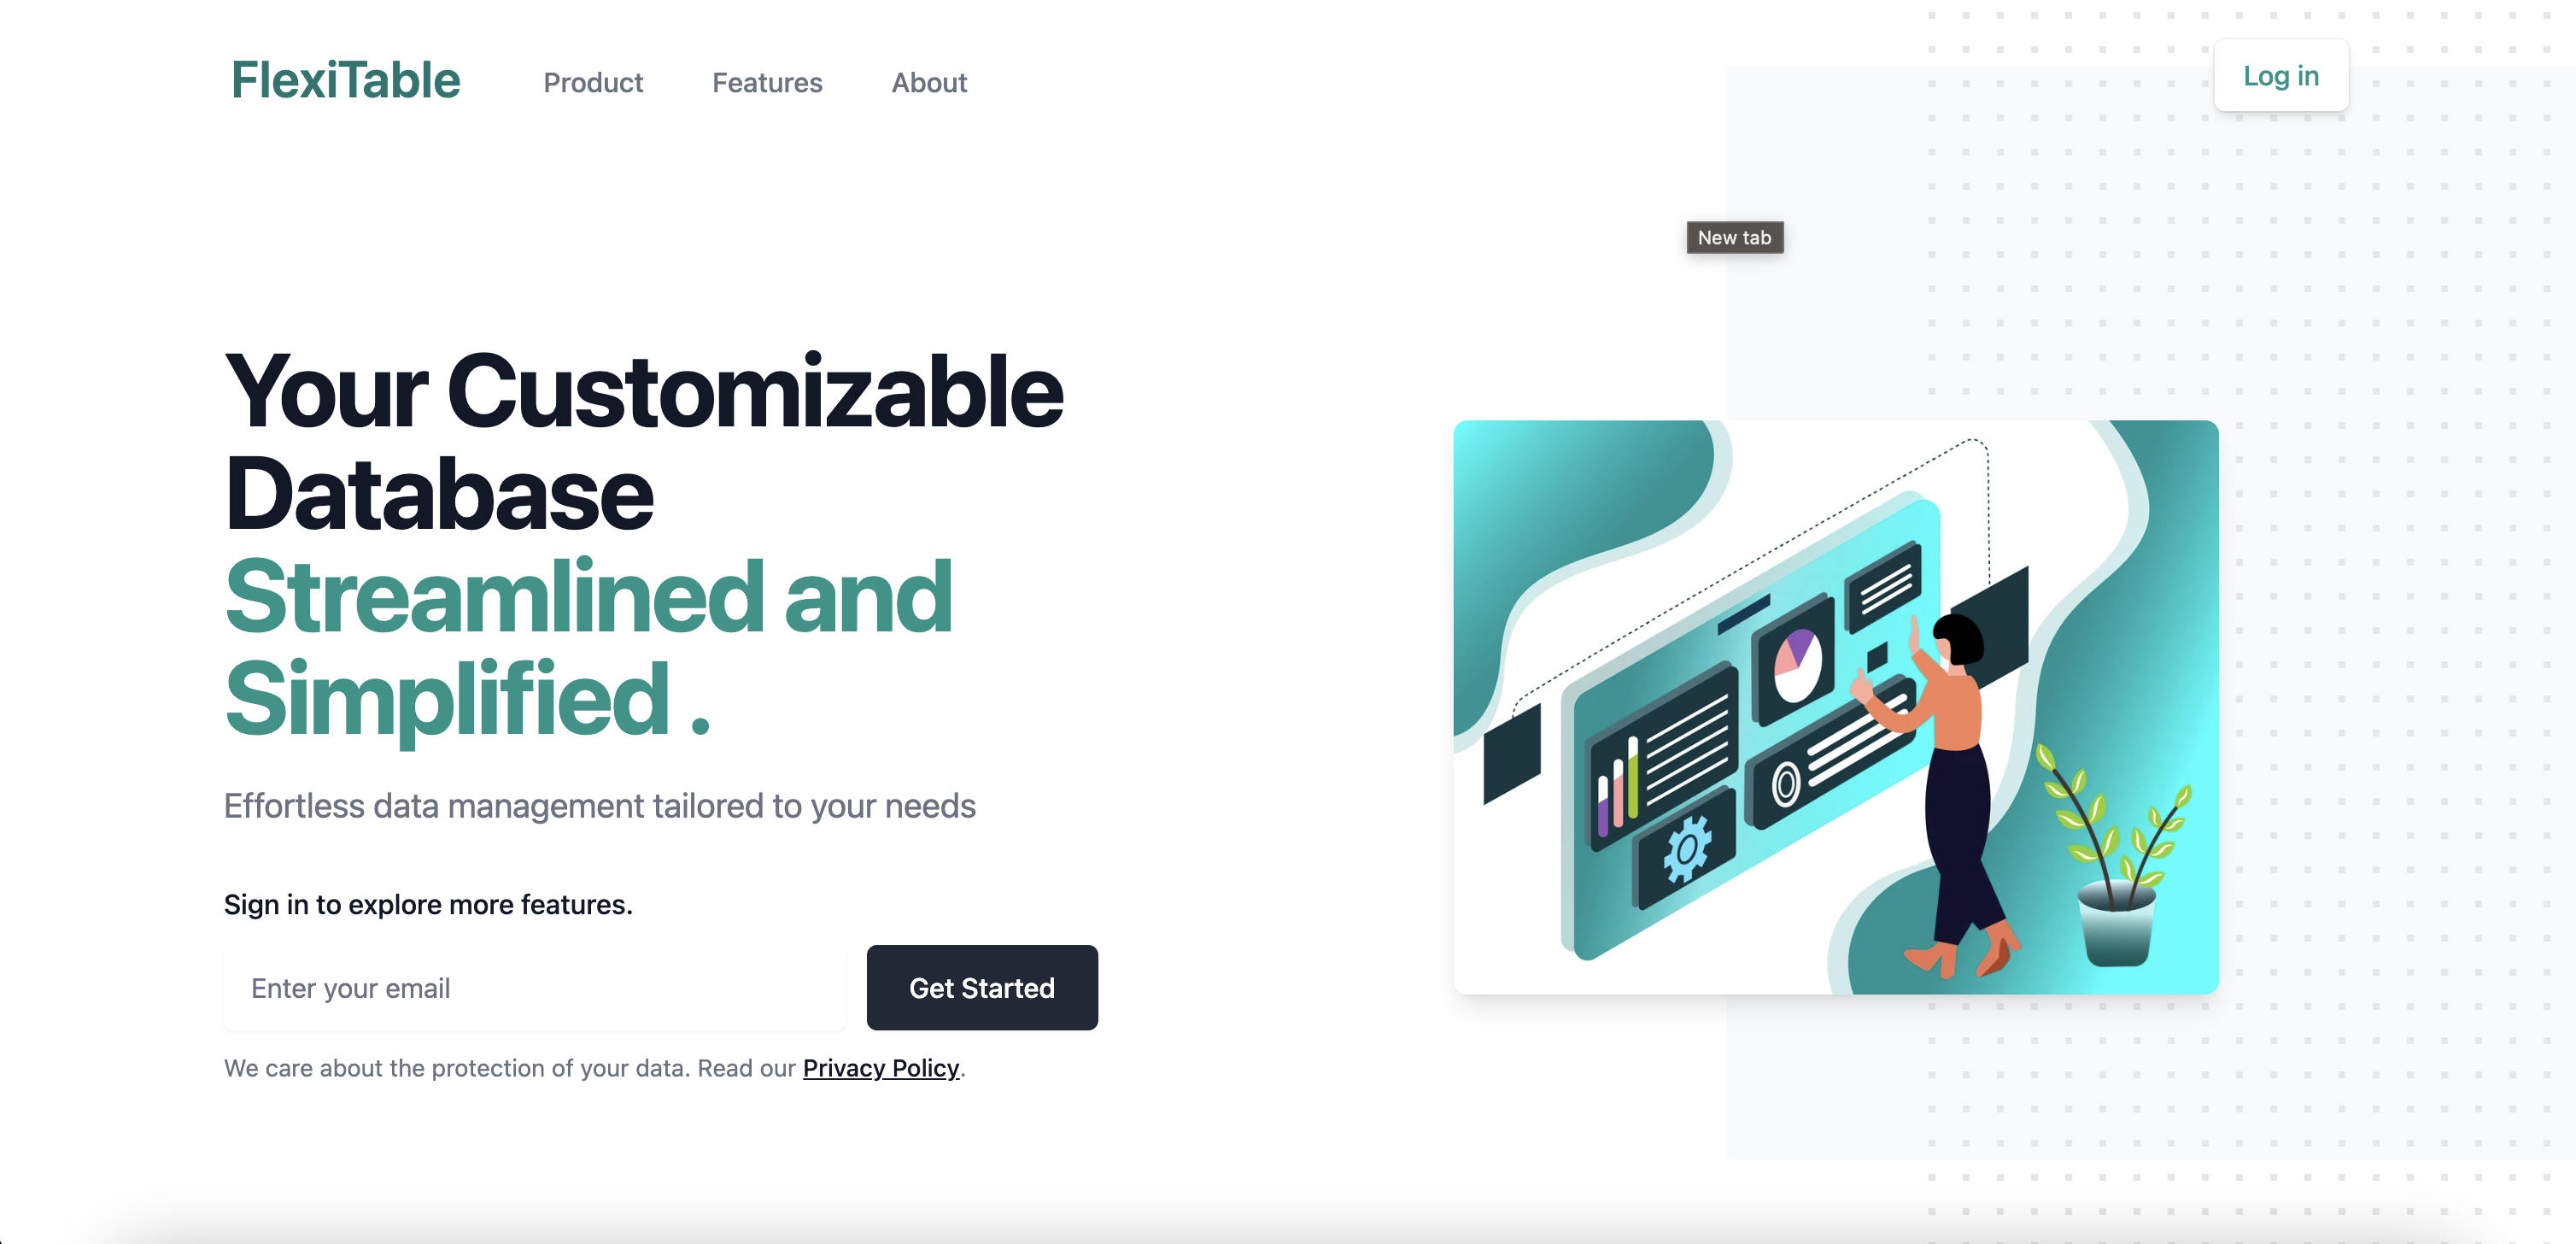 FlexiTable
Product
Features
About
Log in
New tab
Your Customizable
Database
Streamlined and
Simplified .
Effortless data management tailored to your needs
Sign in to explore more features.
Enter your email
Get Started
We care about the protection of your data. Read our Privacy Policy.